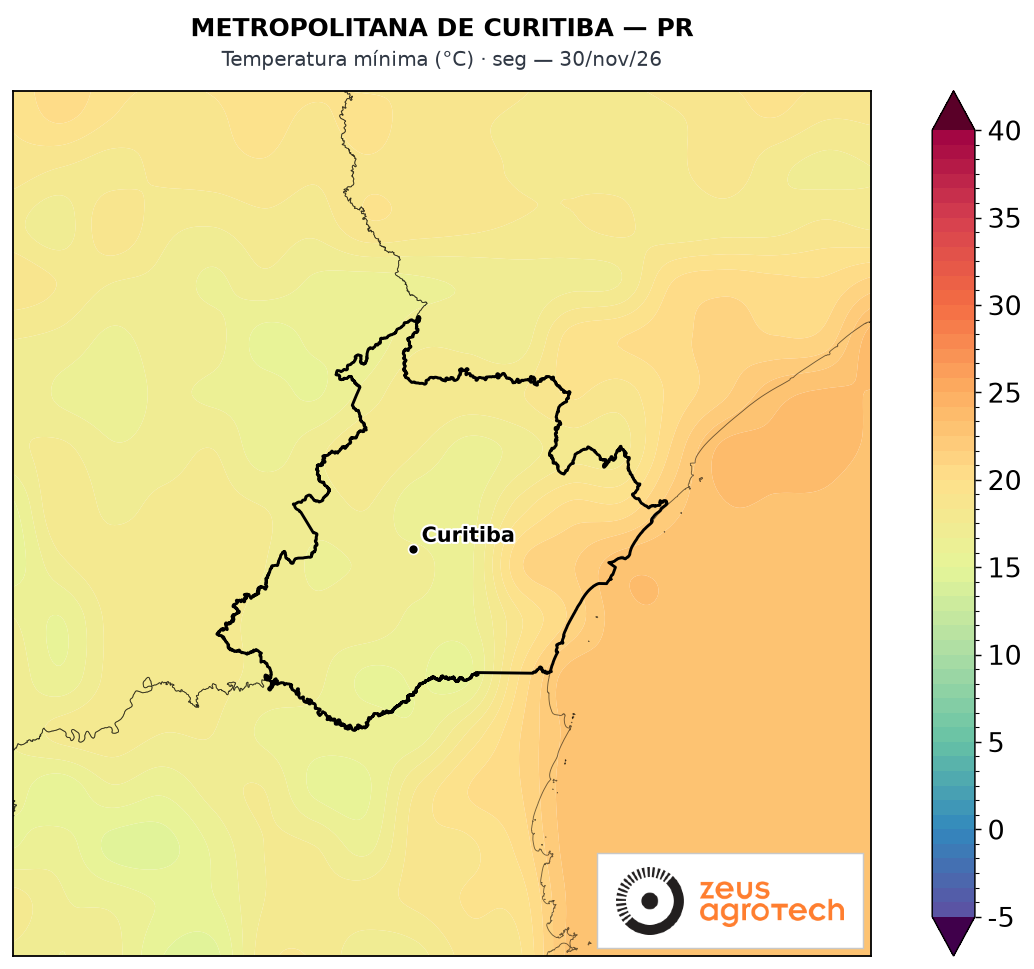 METROPOLITANA DE CURITIBA — PR
Temperatura mínima (°C) · seg — 30/nov/26
40
35
30
25
20
15
10
5
0
-5
Curitiba
zeus
agrotech